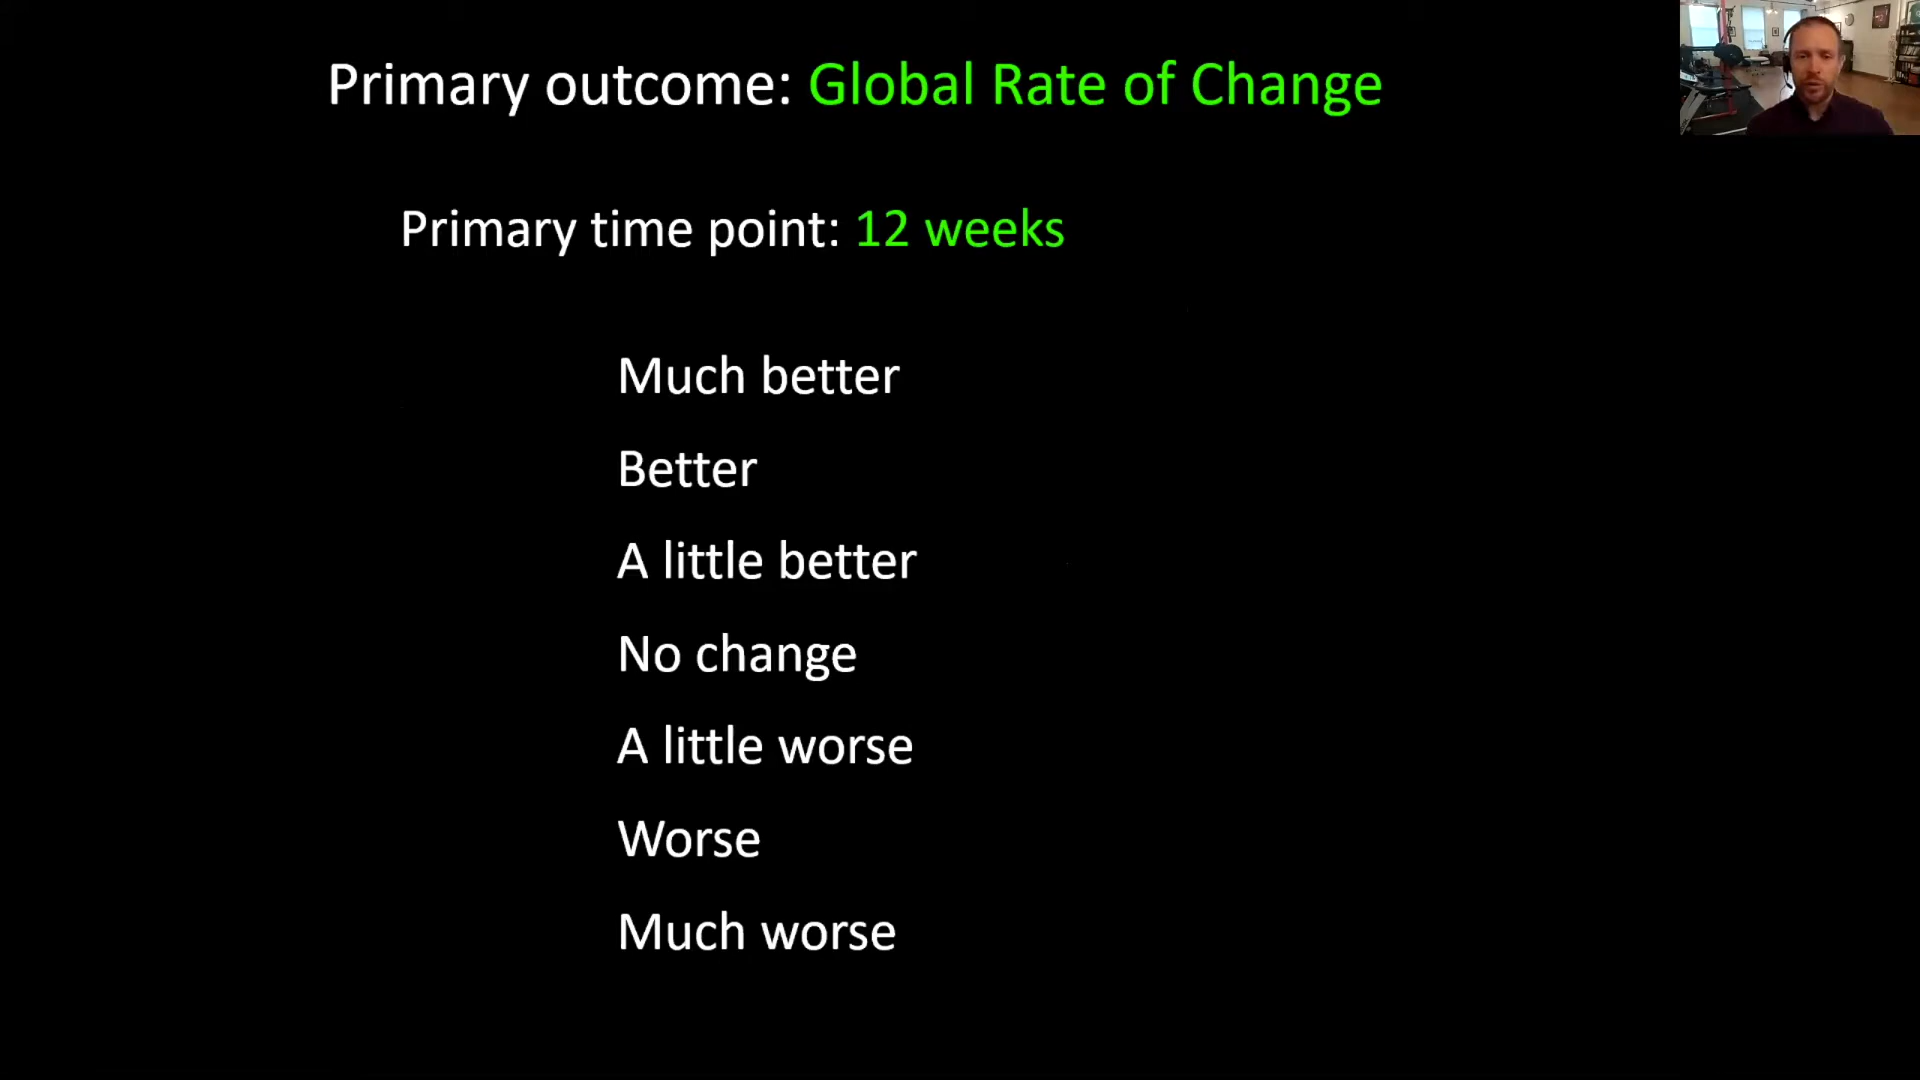 Primary outcome: Global Rate of Change
Primary time point: 12 weeks
Much better
Better
A little better
No change
A little worse
Worse
Much worse